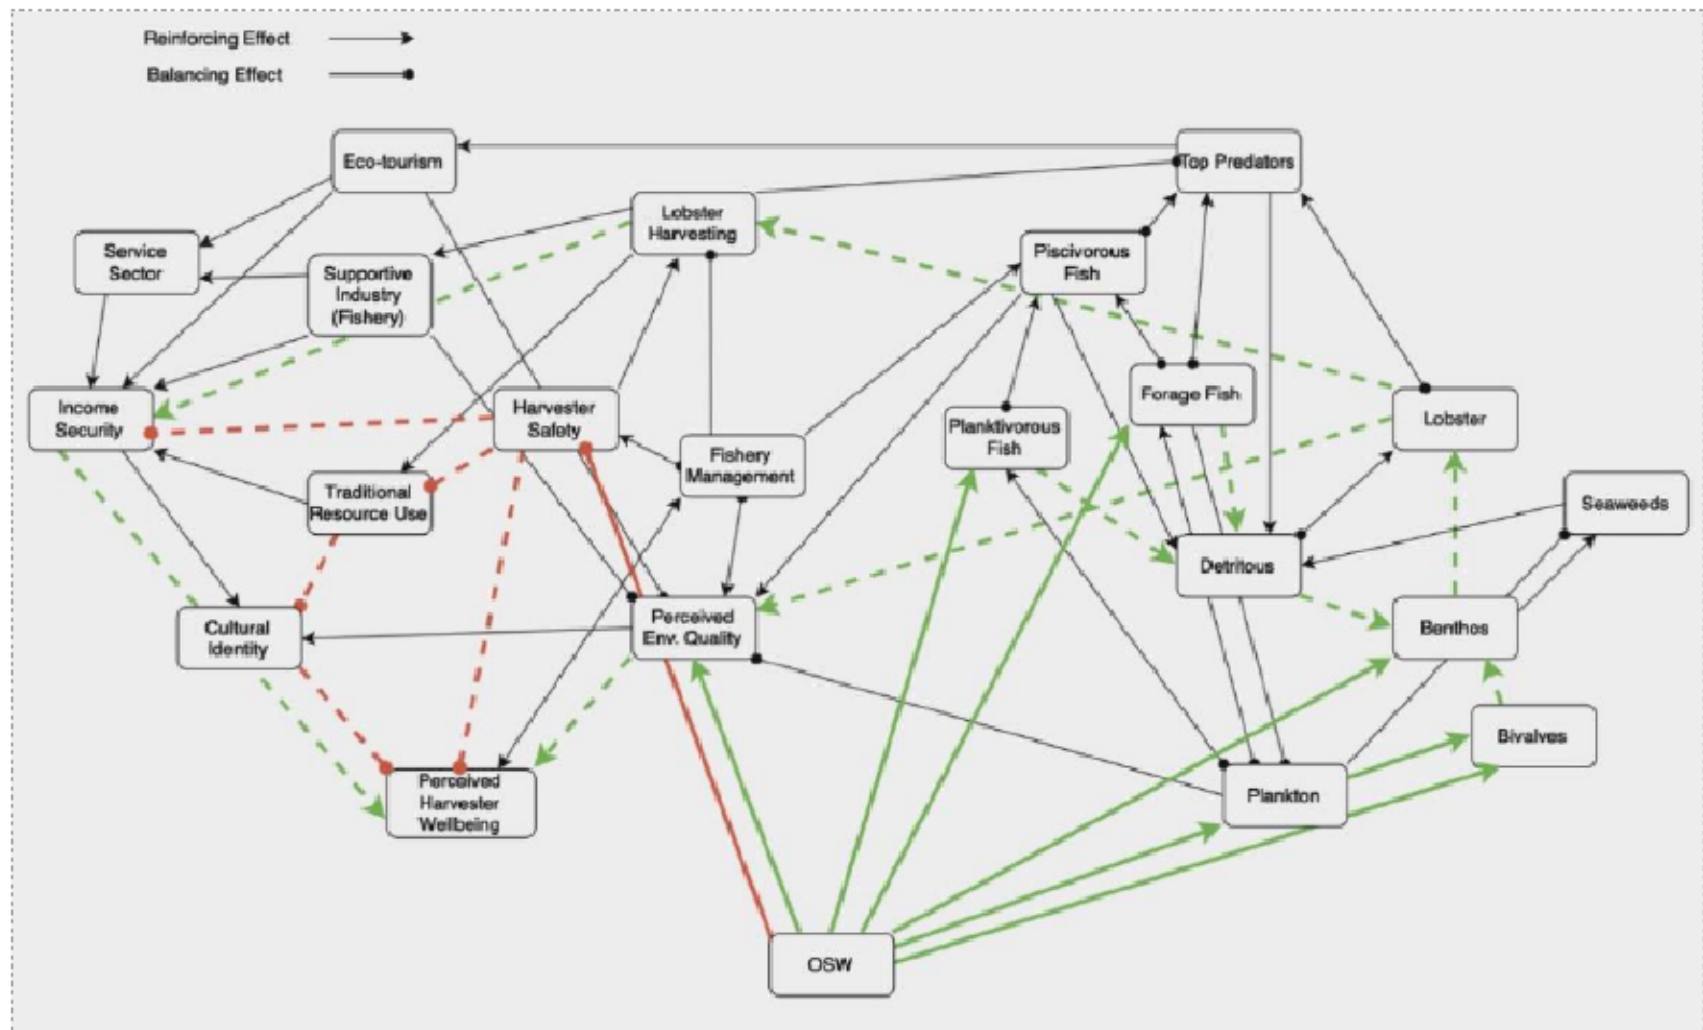 Reinforcing Effect
Balancing Effect
Eco-tourism
Top Predators
Lobster
Harvesting
Service
Sector
Piscivorous
Fish
Supportive
Industry
(Fishery)
Income
Security
Harvester
Safety
Forage Fish
Lobster
Planktivorous
Fish
Fishery
Management
Traditional
Resource Use
Seaweeds
Detritous
Cultural
Identity
Perceived
Env. Quality
Benthos
Bivalves
Perceived
Harvester
Wellbeing
Plankton
OSW